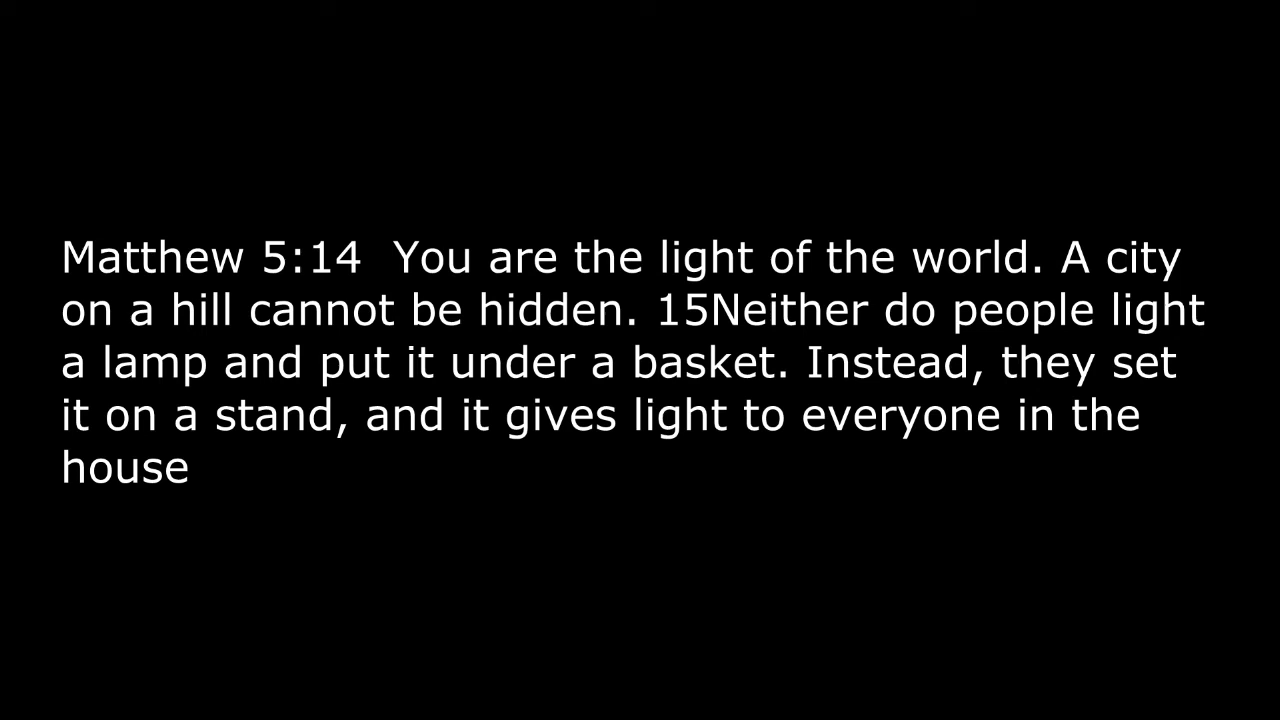 Matthew 5:14  You are the light of the world. A city
on a hill cannot be hidden. 15Neither do people light
a lamp and put it under a basket. Instead, they set
it on a stand, and it gives light to everyone in the
house